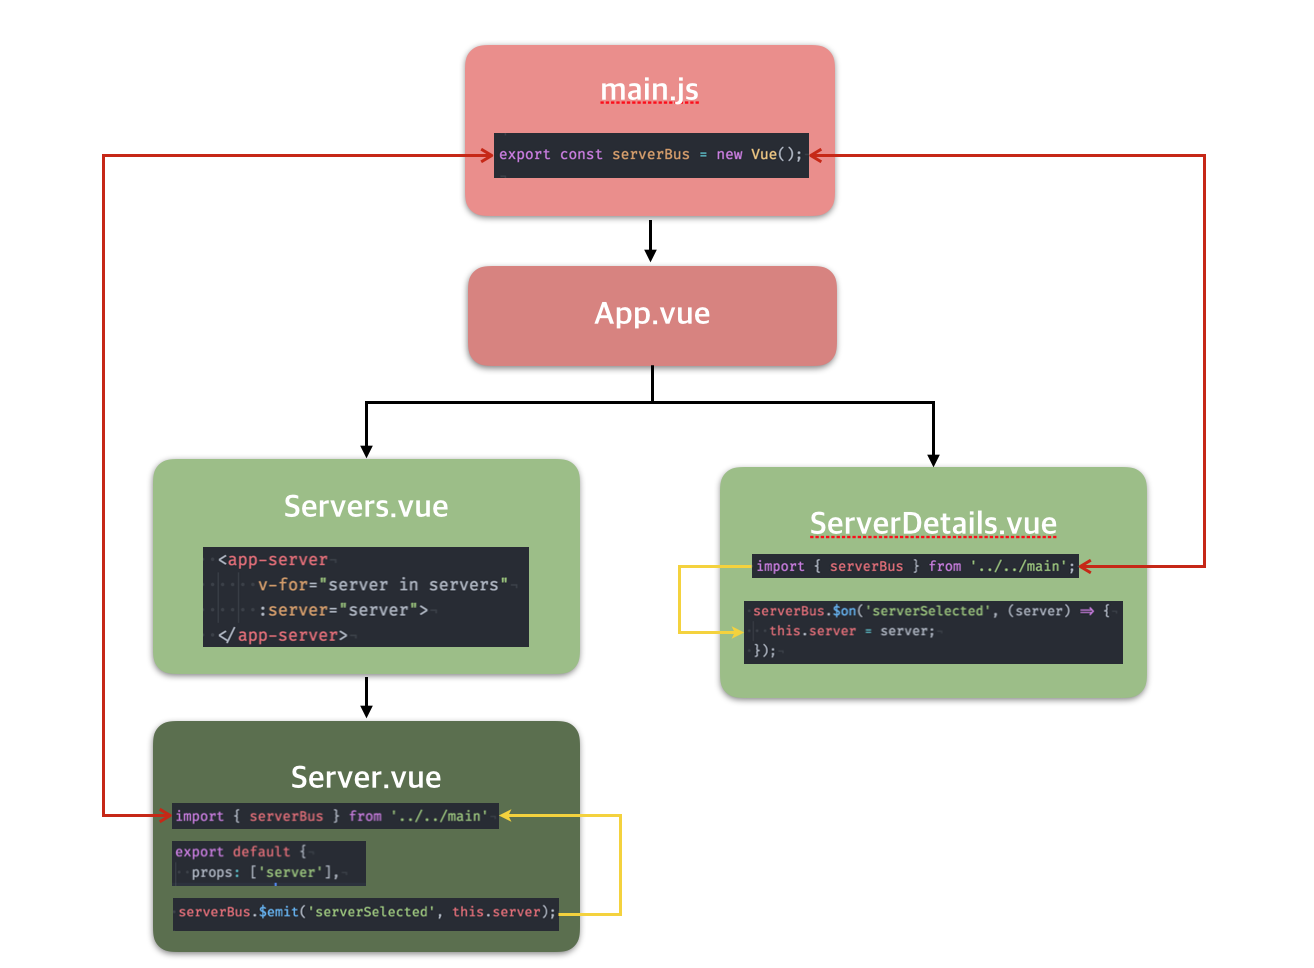 main.js
export const serverBus = new Vue();
App.vue
Servers.vue
<app-server
v-for="server in servers"
:server="server">
</app-server>
ServerDetails.vue
import { serverBus } from '../../main';
serverBus.$on('serverSelected', (server) ⇒ {
this.server = server;
});
Server.vue
import { serverBus } from '../../main'
export default {
props: ['server'],
serverBus.$emit('serverSelected', this.server);